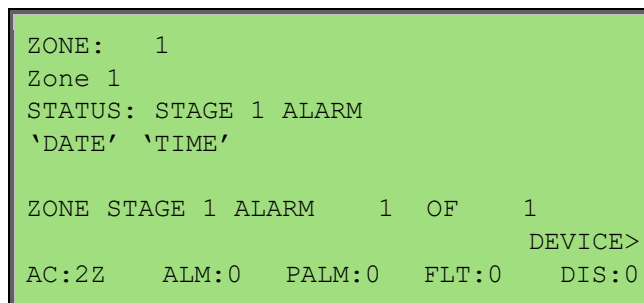 ZONE: 1
Zone 1
STATUS: STAGE 1 ALARM
‘DATE’ ‘TIME’
ZONE STAGE 1 ALARM 1 OF 1
DEVICE>
AC:2Z ALM:0 PALM:0 FLT:0 DIS:0